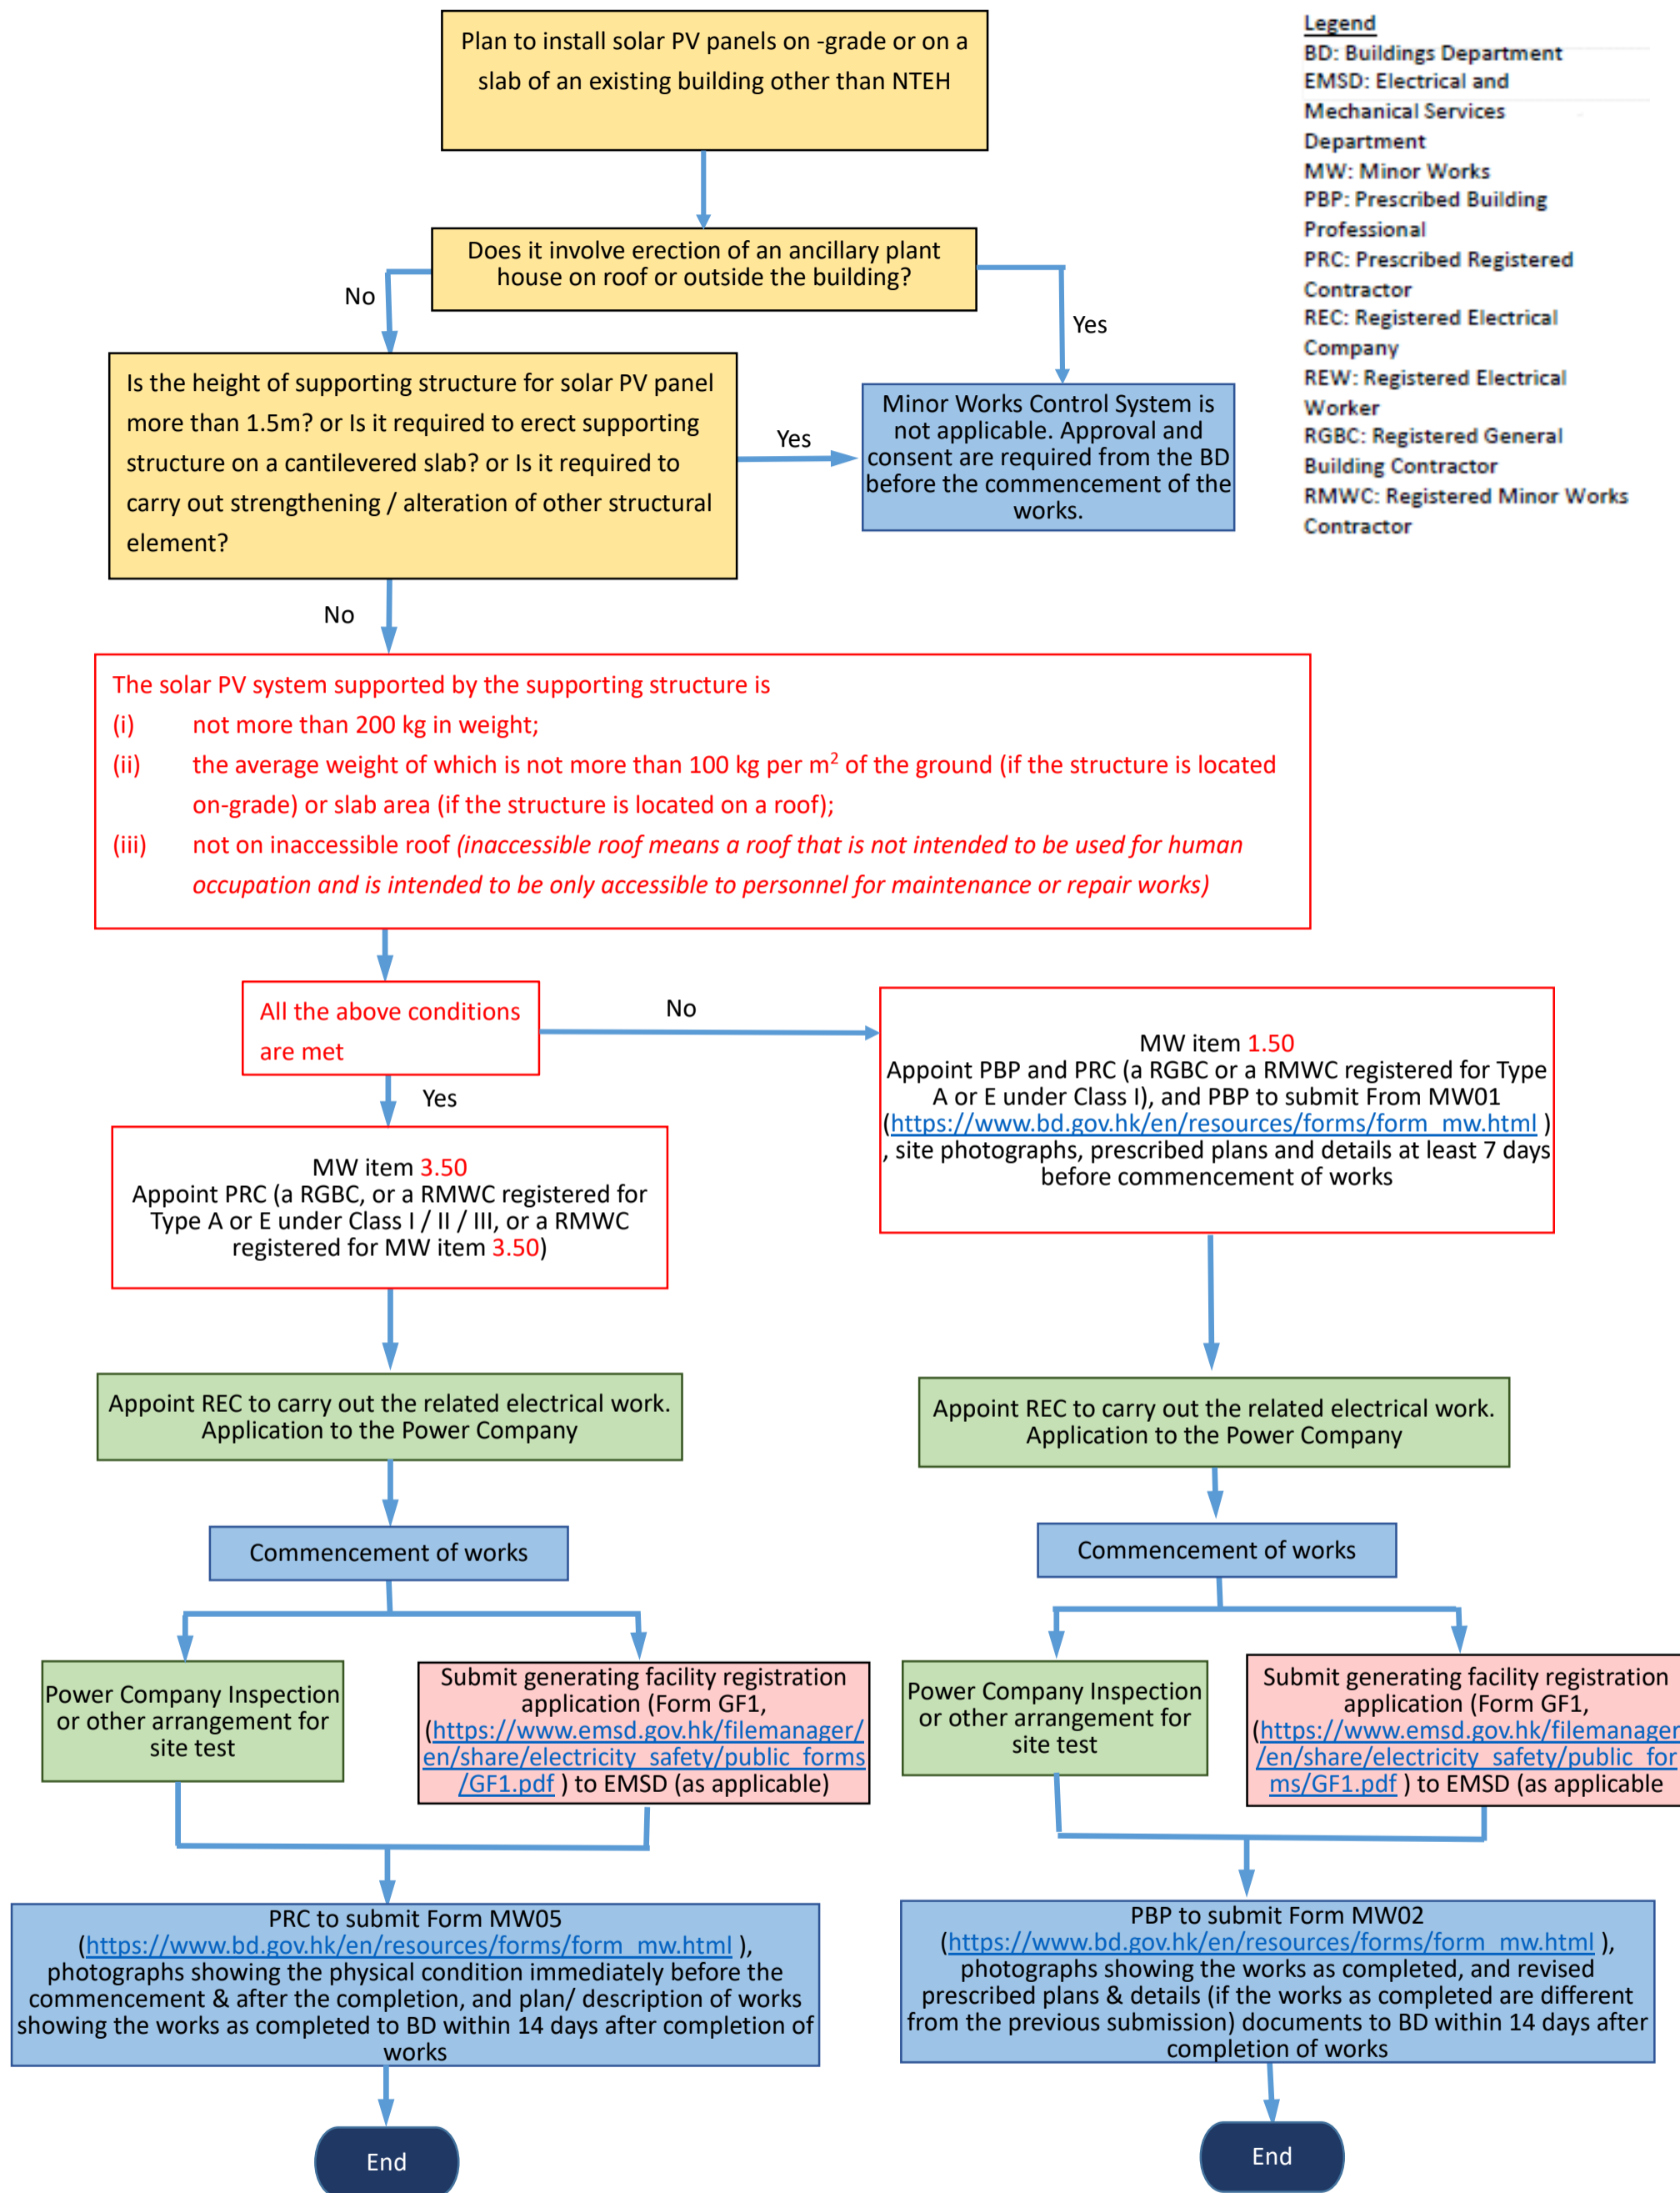 Plan to install solar PV panels on -grade or on a
slab of an existing building other than NTEH
Legend
BD: Buildings Department
EMSD: Electrical and
Mechanical Services
Department
MW: Minor Works
PBP: Prescribed Building
Professional
PRC: Prescribed Registered
Contractor
REC: Registered Electrical
Company
REW: Registered Electrical
Worker
RGBC: Registered General
Building Contractor
RMWC: Registered Minor Works
Contractor
Does it involve erection of an ancillary plant
house on roof or outside the building?
No
Yes
Is the height of supporting structure for solar PV panel
more than 1.5m? or Is it required to erect supporting
structure on a cantilevered slab? or Is it required to
carry out strengthening / alteration of other structural
element?
Yes
Minor Works Control System is
not applicable. Approval and
consent are required from the BD
before the commencement of the
works.
No
The solar PV system supported by the supporting structure is
(i) not more than 200 kg in weight;
(ii) the average weight of which is not more than 100 kg per m² of the ground (if the structure is located
on-grade) or slab area (if the structure is located on a roof);
(iii) not on inaccessible roof (inaccessible roof means a roof that is not intended to be used for human
occupation and is intended to be only accessible to personnel for maintenance or repair works)
All the above conditions
are met
No
Yes
MW item 1.50
Appoint PBP and PRC (a RGBC or a RMWC registered for Type
A or E under Class I), and PBP to submit From MW01
(https://www.bd.gov.hk/en/resources/forms/form_mw.html )
, site photographs, prescribed plans and details at least 7 days
before commencement of works
MW item 3.50
Appoint PRC (a RGBC, or a RMWC registered for
Type A or E under Class I / II / III, or a RMWC
registered for MW item 3.50)
Appoint REC to carry out the related electrical work.
Application to the Power Company
Appoint REC to carry out the related electrical work.
Application to the Power Company
Commencement of works
Commencement of works
Power Company Inspection
or other arrangement for
site test
Submit generating facility registration
application (Form GF1,
(https://www.emsd.gov.hk/filemanager/
en/share/electricity_safety/public_forms
/GF1.pdf ) to EMSD (as applicable)
Power Company Inspection
or other arrangement for
site test
Submit generating facility registration
application (Form GF1,
(https://www.emsd.gov.hk/filemanager
/en/share/electricity_safety/public_for
ms/GF1.pdf ) to EMSD (as applicable
PRC to submit Form MW05
(https://www.bd.gov.hk/en/resources/forms/form_mw.html ),
photographs showing the physical condition immediately before the
commencement & after the completion, and plan/ description of works
showing the works as completed to BD within 14 days after completion of
works
PBP to submit Form MW02
(https://www.bd.gov.hk/en/resources/forms/form_mw.html ),
photographs showing the works as completed, and revised
prescribed plans & details (if the works as completed are different
from the previous submission) documents to BD within 14 days after
completion of works
End
End